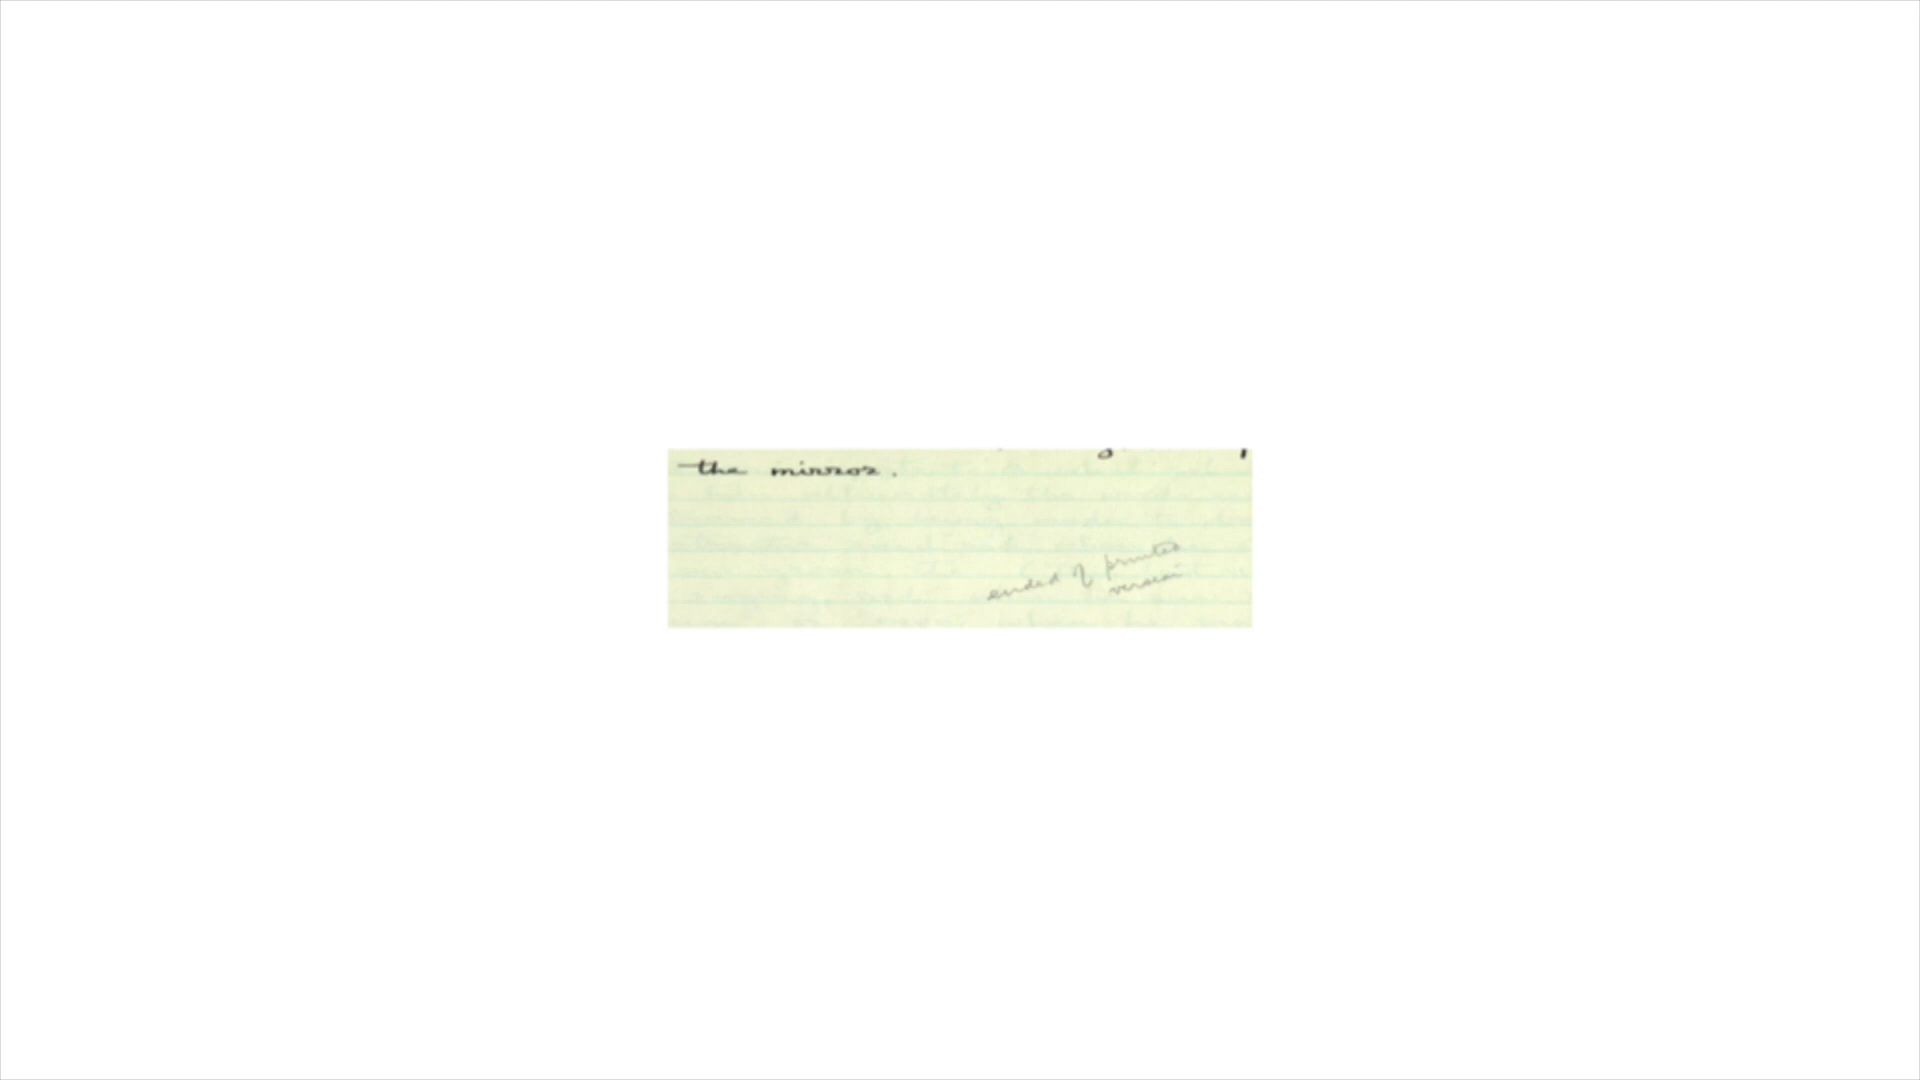 the mirror.
ended of printed
version